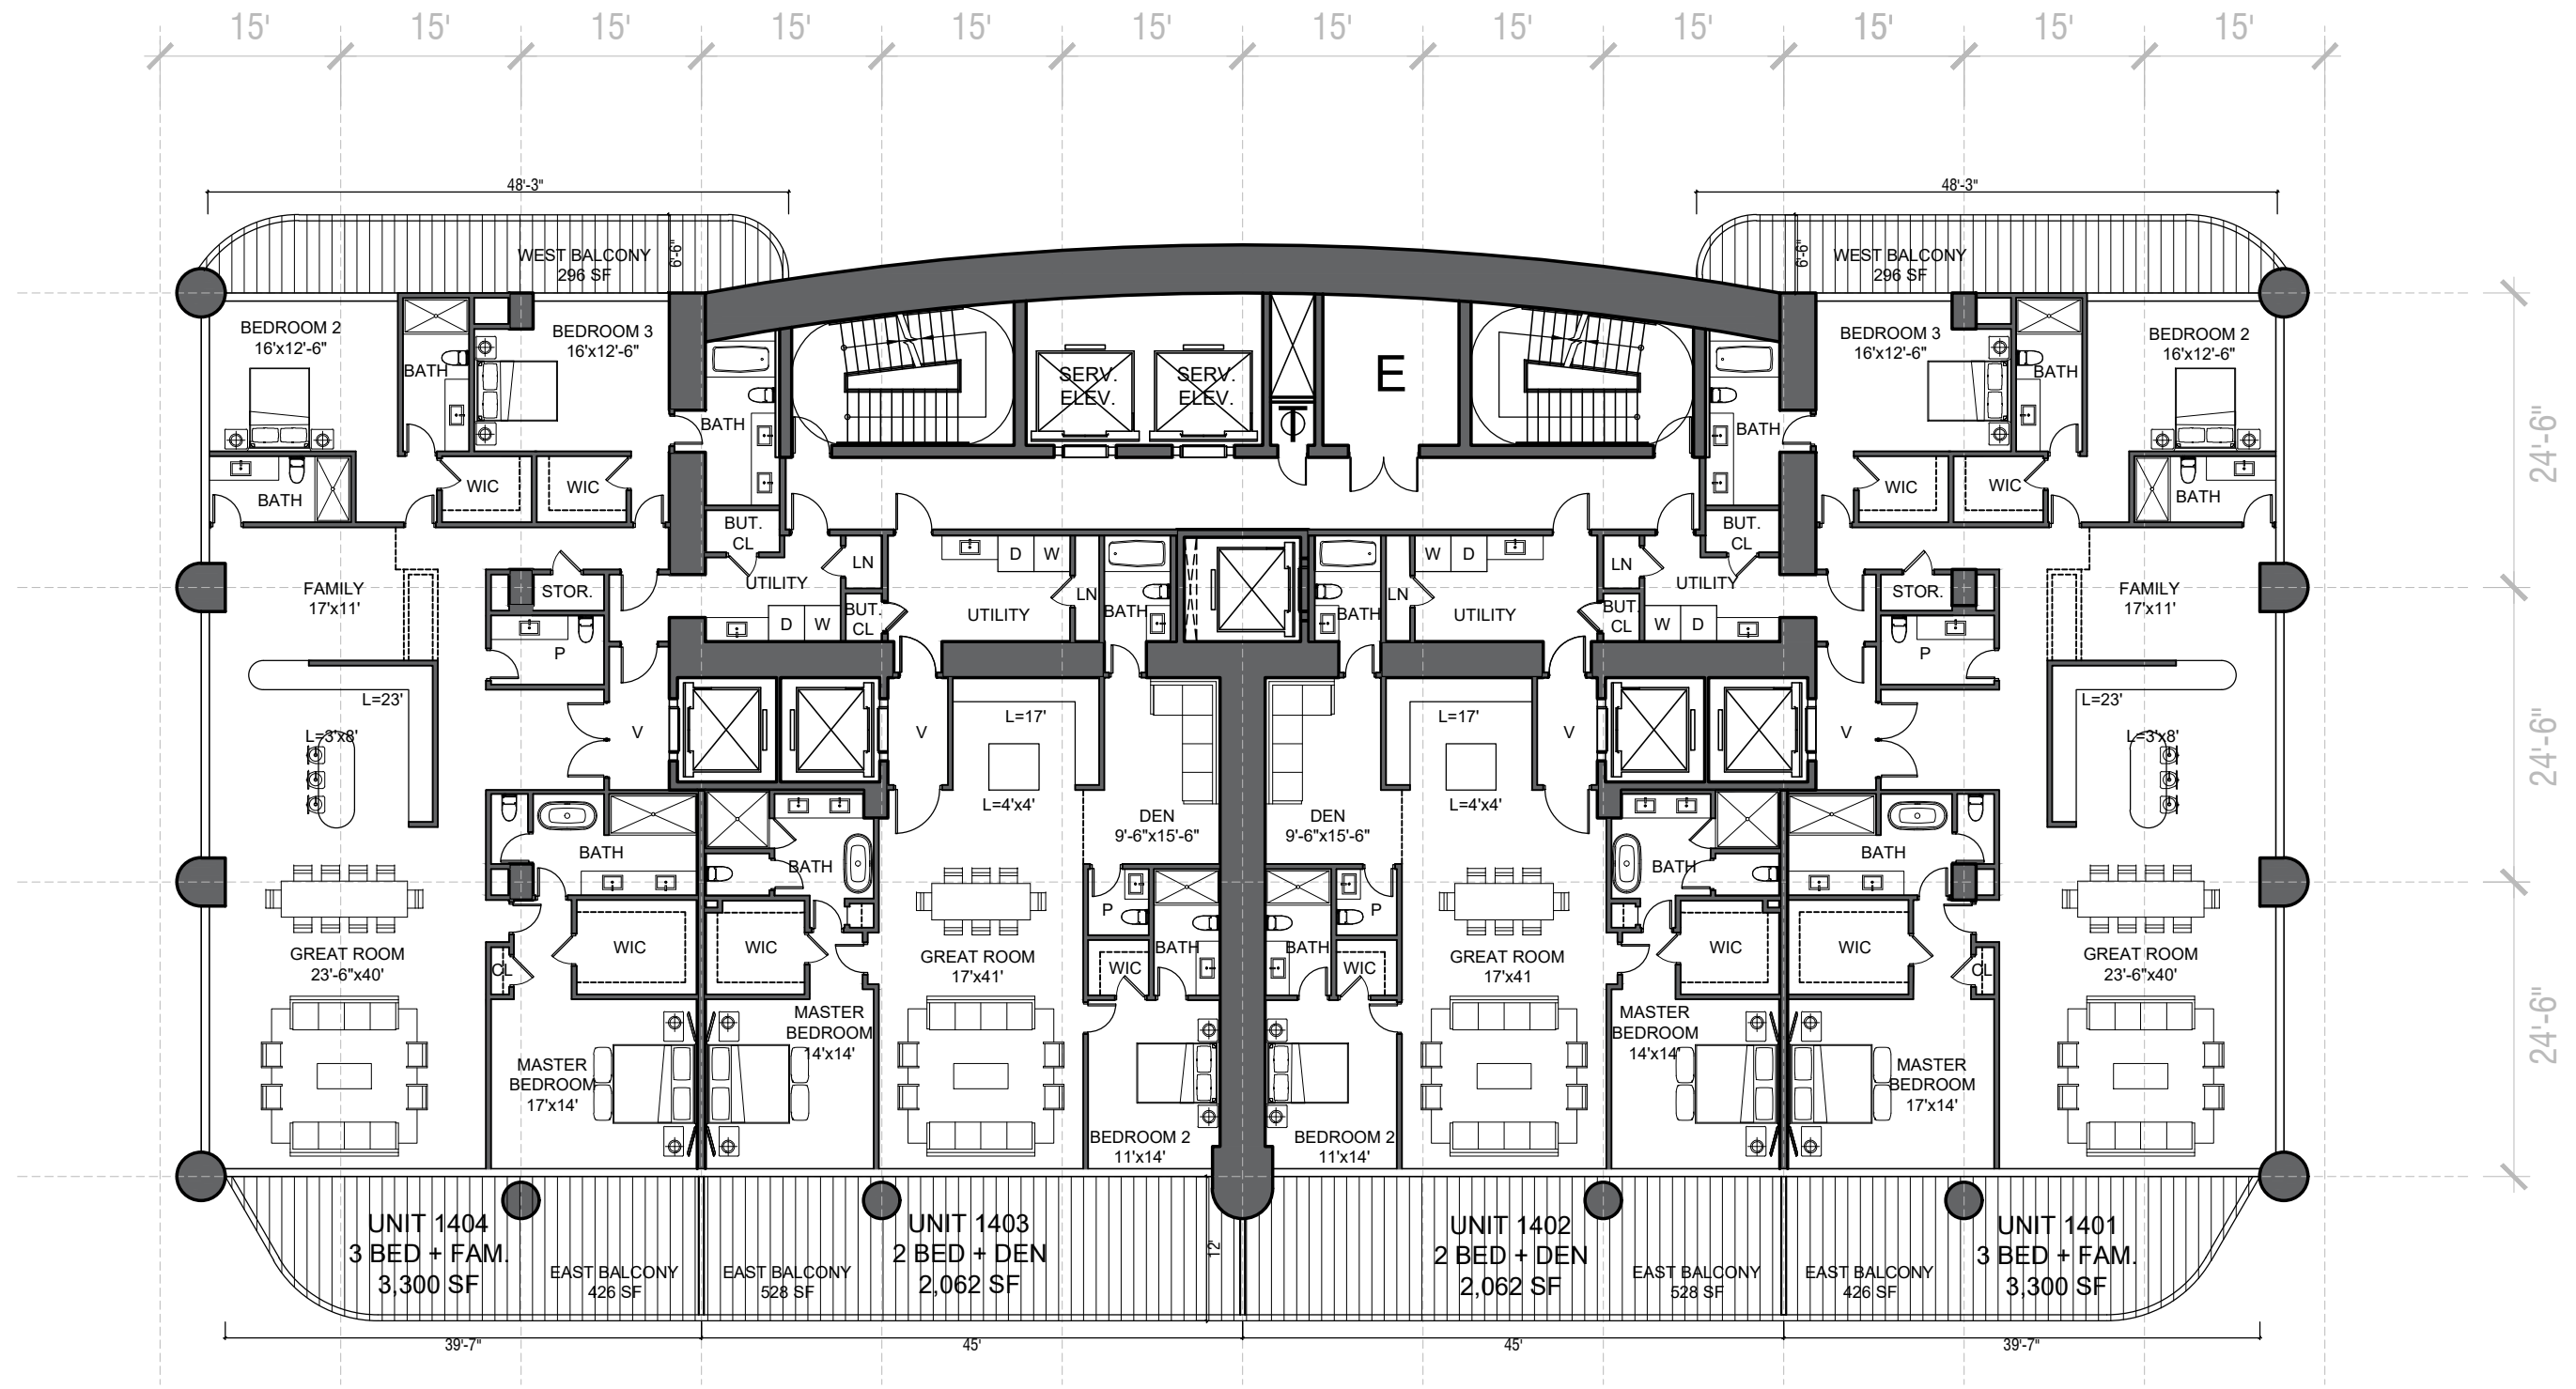 15' 15' 15' 15' 15' 15' 15' 15' 15' 15' 15' 15'
48'-3" 48'-3"
6'-6" 6'-6"
WEST BALCONY
296 SF
WEST BALCONY
296 SF
24'-6"
24'-6"
24'-6"
BEDROOM 2
16'x12'-6"
BATH
BEDROOM 3
16'x12'-6"
BATH
SERV.
ELEV.
SERV.
ELEV.
T
E
BATH
BEDROOM 3
16'x12'-6"
BATH
BEDROOM 2
16'x12'-6"
BATH
WIC
WIC
WIC
WIC
BATH
BUT.
CL
UTILITY
LN
BUT.
CL
D W
D W
UTILITY
LN
BATH
BATH
LN
W D
UTILITY
LN
BUT.
CL
BUT.
CL
UTILITY
W D
FAMILY
17'x11'
STOR.
P
STOR.
P
FAMILY
17'x11'
L=23'
L=3'x8'
V
V
L=17'
L=4'x4'
DEN
9'-6"x15'-6"
DEN
9'-6"x15'-6"
L=17'
L=4'x4'
V
V
L=23'
L=3'x8'
BATH
BATH
P
BATH
WIC
BATH
P
WIC
BATH
BATH
GREAT ROOM
23'-6"x40'
CL
WIC
WIC
GREAT ROOM
17'x41'
GREAT ROOM
17'x41
WIC
WIC
CL
GREAT ROOM
23'-6"x40'
MASTER
BEDROOM
17'x14'
MASTER
BEDROOM
14'x14'
BEDROOM 2
11'x14'
BEDROOM 2
11'x14'
MASTER
BEDROOM
14'x14'
MASTER
BEDROOM
17'x14'
UNIT 1404
3 BED + FAM.
3,300 SF
EAST BALCONY
426 SF
EAST BALCONY
528 SF
UNIT 1403
2 BED + DEN
2,062 SF
12'
UNIT 1402
2 BED + DEN
2,062 SF
EAST BALCONY
528 SF
EAST BALCONY
426 SF
UNIT 1401
3 BED + FAM.
3,300 SF
39'-7" 45' 45' 39'-7"